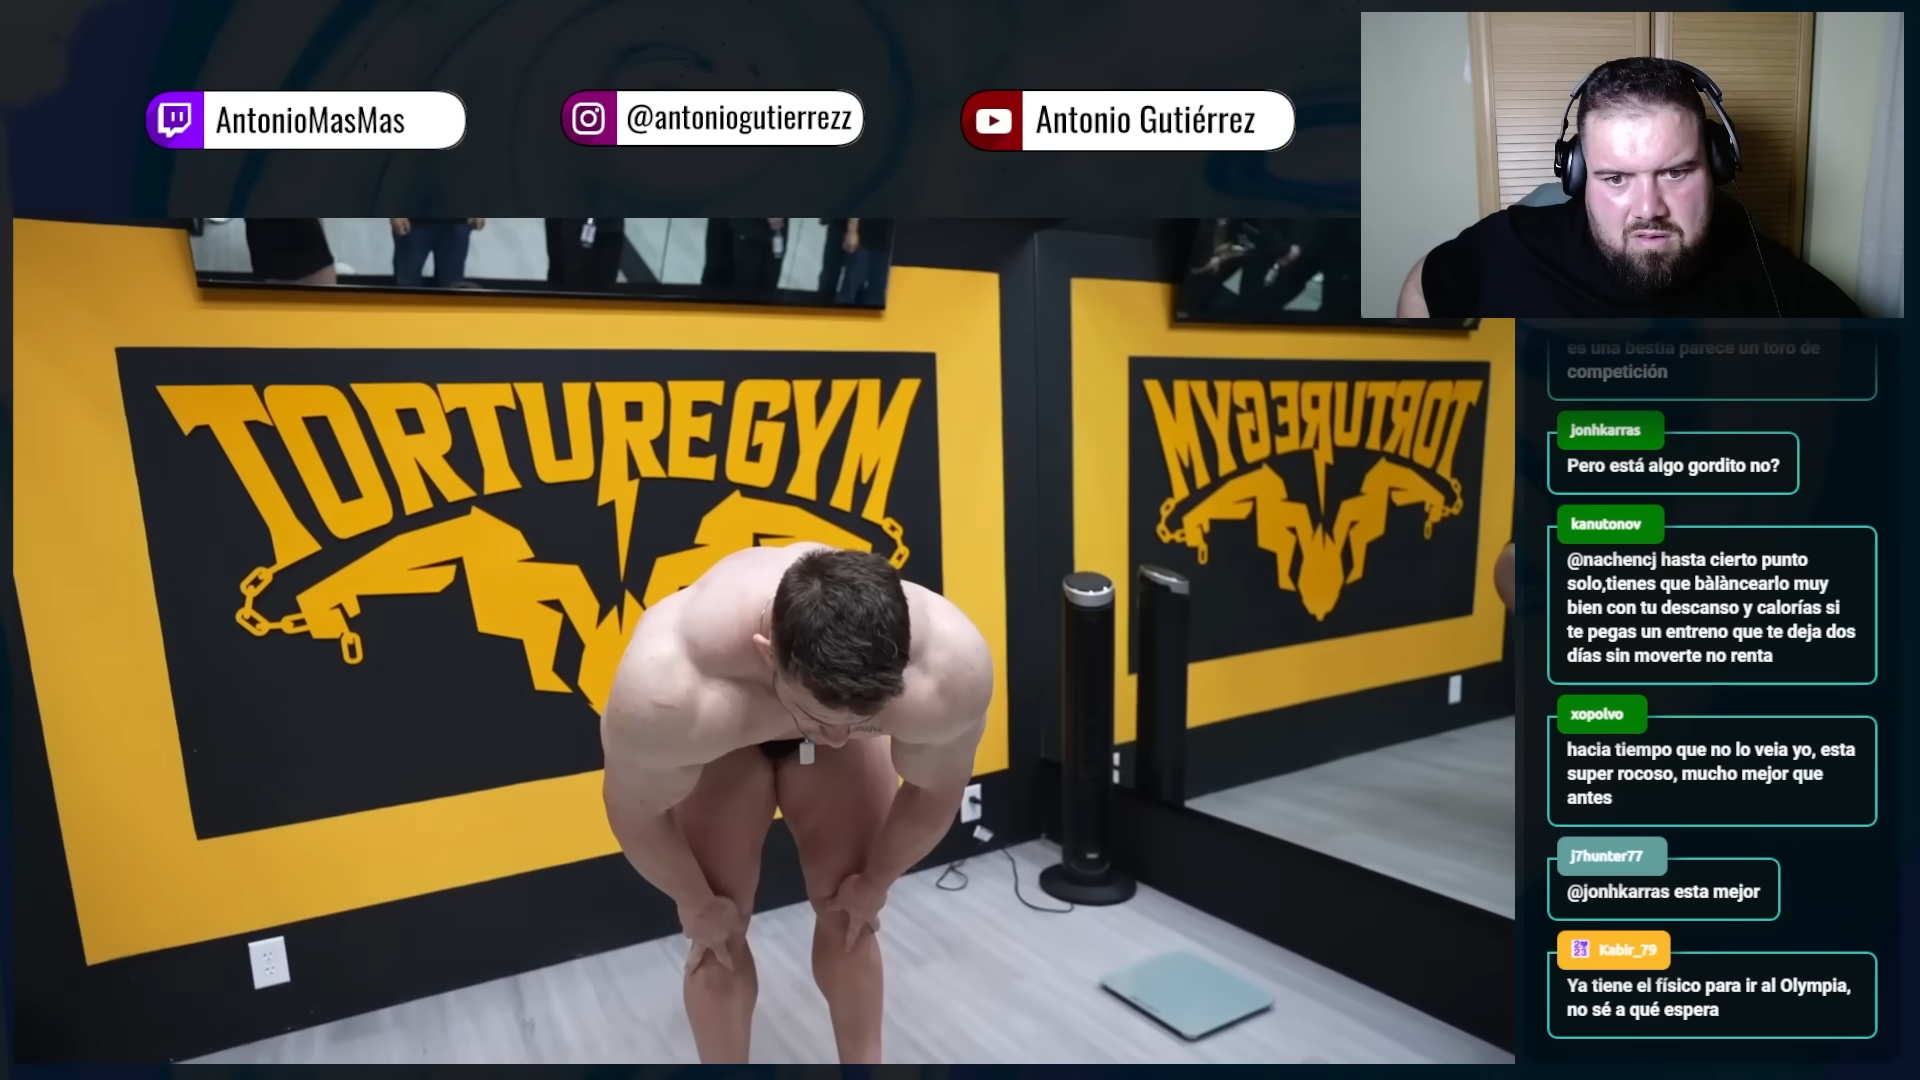 AntonioMasMas
@antoniogutierrezz
Antonio Gutiérrez
TORTUREGYM
TORTUREGYM
es una bestia parece un toro de
competición
jonhkarras
Pero está algo gordito no?
kanutonov
@nachencj hasta cierto punto
solo,tienes que bàlàncearlo muy
bien con tu descanso y calorías si
te pegas un entreno que te deja dos
días sin moverte no renta
xopolvo
hacia tiempo que no lo veia yo, esta
super rocoso, mucho mejor que
antes
j7hunter77
@jonhkarras esta mejor
Kabir_79
Ya tiene el físico para ir al Olympia,
no sé a qué espera